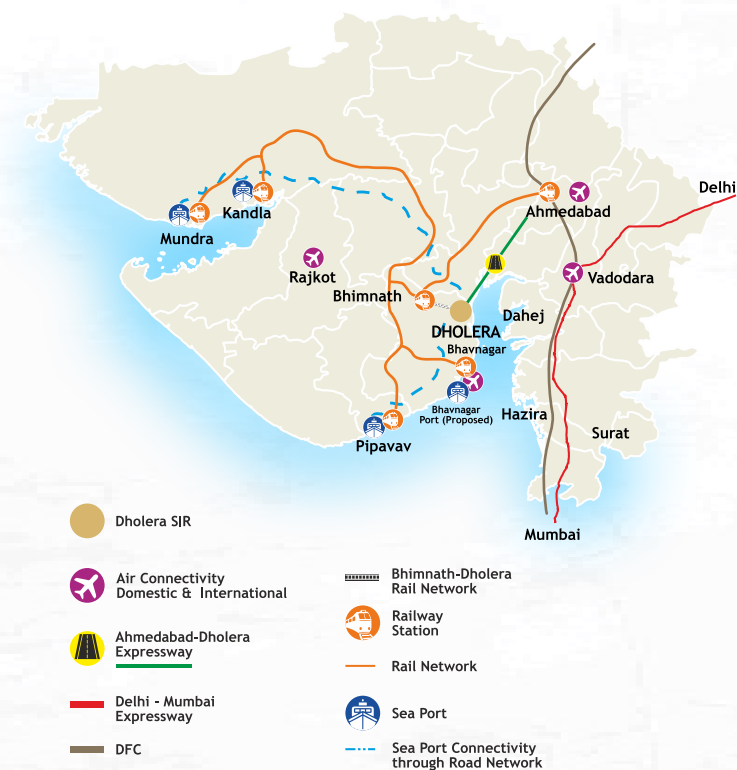 Delhi
Kandla
Ahmedabad
Mundra
Rajkot
Vadodara
Bhimnath
DHOLERA
Dahej
Bhavnagar
Bhavnagar
Port (Proposed)
Hazira
Surat
Pipavav
Mumbai
Dholera SIR
Air Connectivity
Domestic & International
Ahmedabad-Dholera
Expressway
Delhi - Mumbai
Expressway
DFC
Bhimnath-Dholera
Rail Network
Railway
Station
Rail Network
Sea Port
Sea Port Connectivity
through Road Network